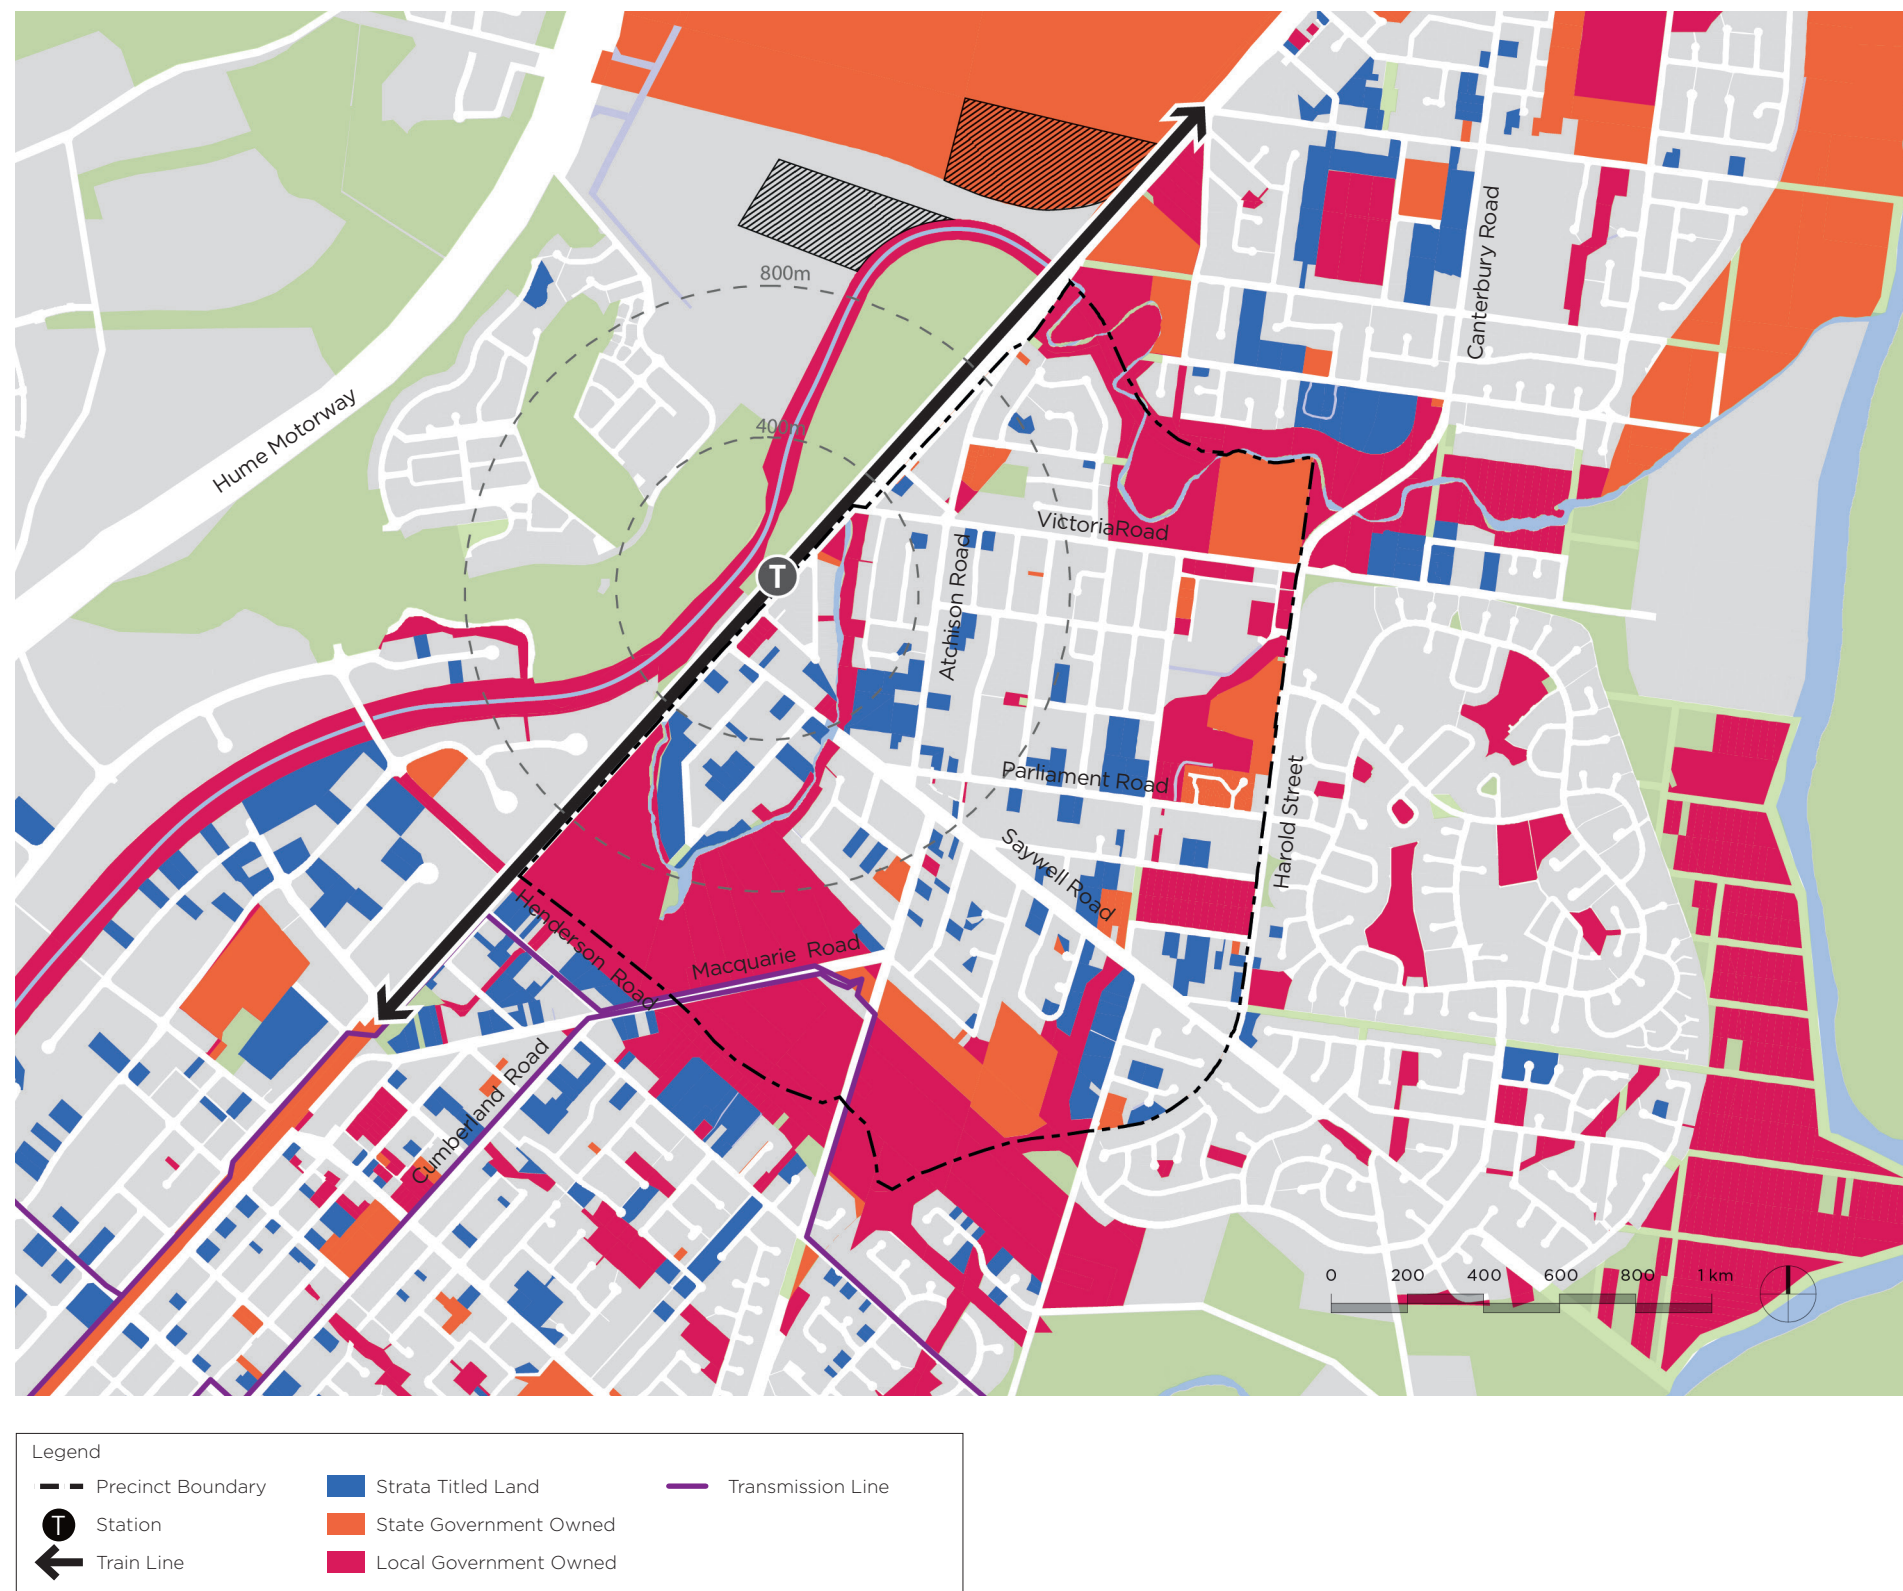 Canterbury Road
800m
Hume Motorway
400m
VictoriaRoad
T
Atchison Road
Parliament Road
Harold Street
Saywell Road
Henderson Road
Macquarie Road
Cumberland Road
0 200 400 600 800 1 km
Legend
Precinct Boundary
Strata Titled Land
Transmission Line
T
Station
State Government Owned
Train Line
Local Government Owned